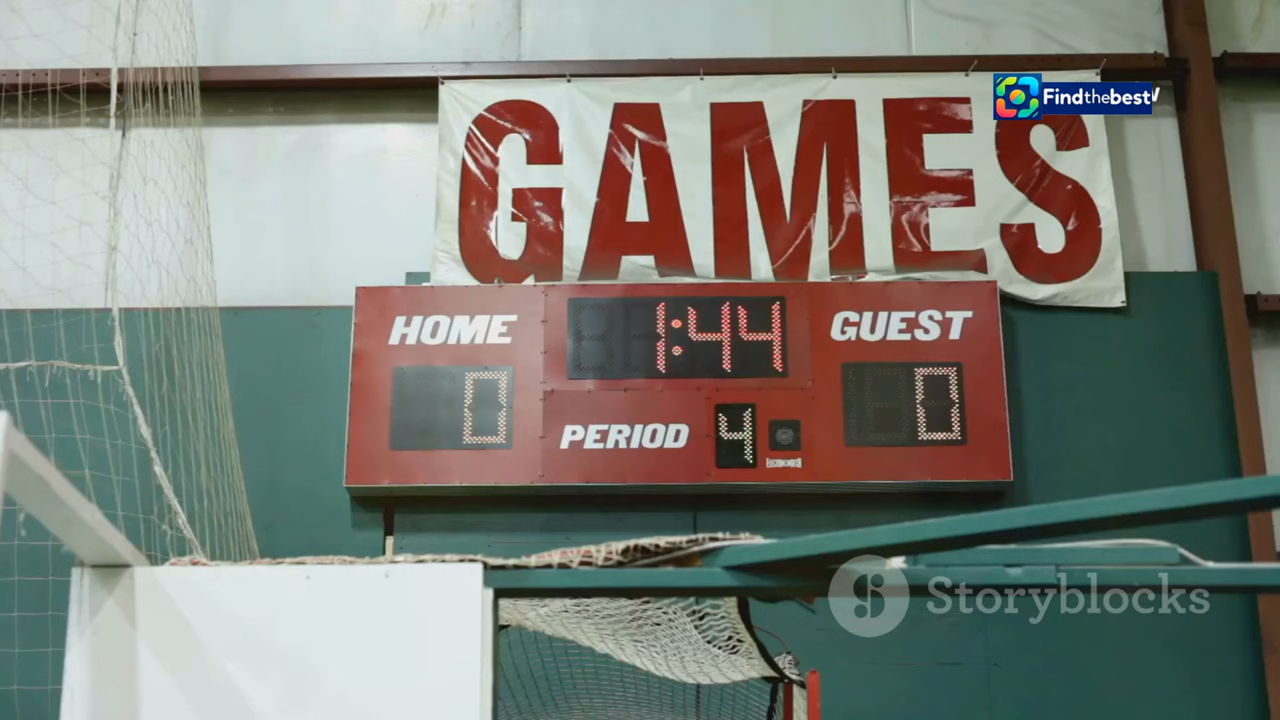 Findthebest
GAMES
HOME
1:44
GUEST
0
PERIOD
4
0
Storyblocks